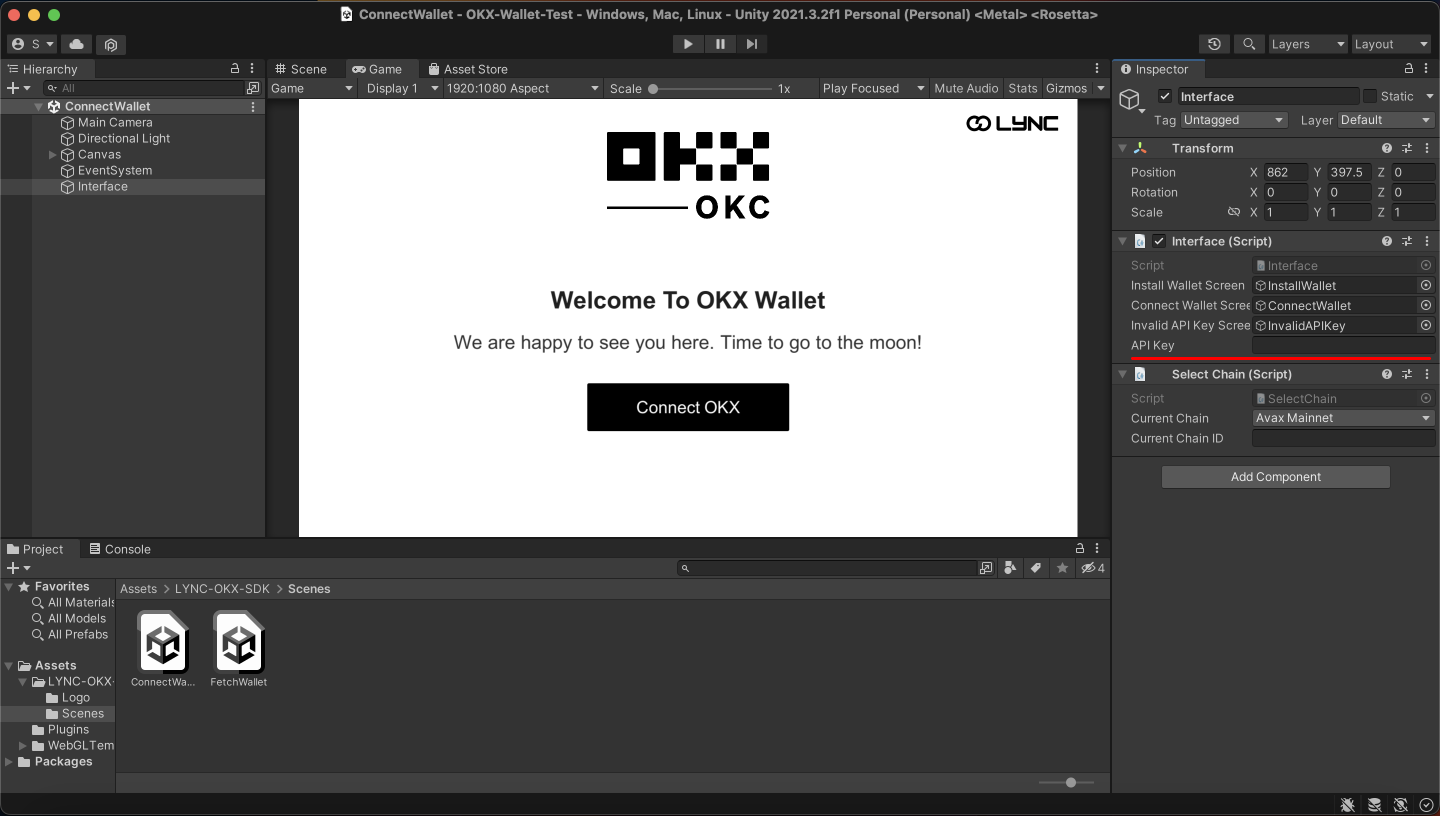 ConnectWallet - OKX-Wallet-Test - Windows, Mac, Linux - Unity 2021.3.2f1 Personal (Personal) <Metal> <Rosetta>
S
Layers
Layout
Hierarchy
All
ConnectWallet
Main Camera
Directional Light
Canvas
EventSystem
Interface
Scene
Game
Asset Store
Game
Display 1
1920:1080 Aspect
Scale
1x
Play Focused
Mute Audio
Stats
Gizmos
LYNC
OKX
OKC
Welcome To OKX Wallet
We are happy to see you here. Time to go to the moon!
Connect OKX
Inspector
Interface
Static
Tag Untagged
Layer Default
Transform
Position X 862 Y 397.5 Z 0
Rotation X 0 Y 0 Z 0
Scale X 1 Y 1 Z 1
Interface (Script)
Script Interface
Install Wallet Screen InstallWallet
Connect Wallet Scree ConnectWallet
Invalid API Key Scree InvalidAPIKey
API Key
Select Chain (Script)
Script SelectChain
Current Chain Avax Mainnet
Current Chain ID
Add Component
Project
Console
4
Favorites
All Materials
All Models
All Prefabs
Assets
LYNC-OKX-
Logo
Scenes
Plugins
WebGLTem
Packages
Assets > LYNC-OKX-SDK > Scenes
ConnectWa...
FetchWallet